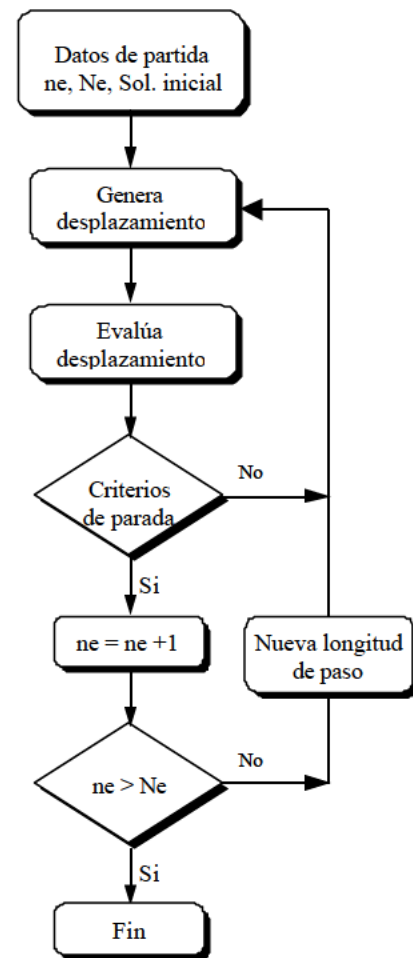 Datos de partida
ne, Ne, Sol. inicial
Genera
desplazamiento
Evalúa
desplazamiento
Criterios
de parada
No
Si
ne = ne +1
Nueva longitud
de paso
ne > Ne
No
Si
Fin